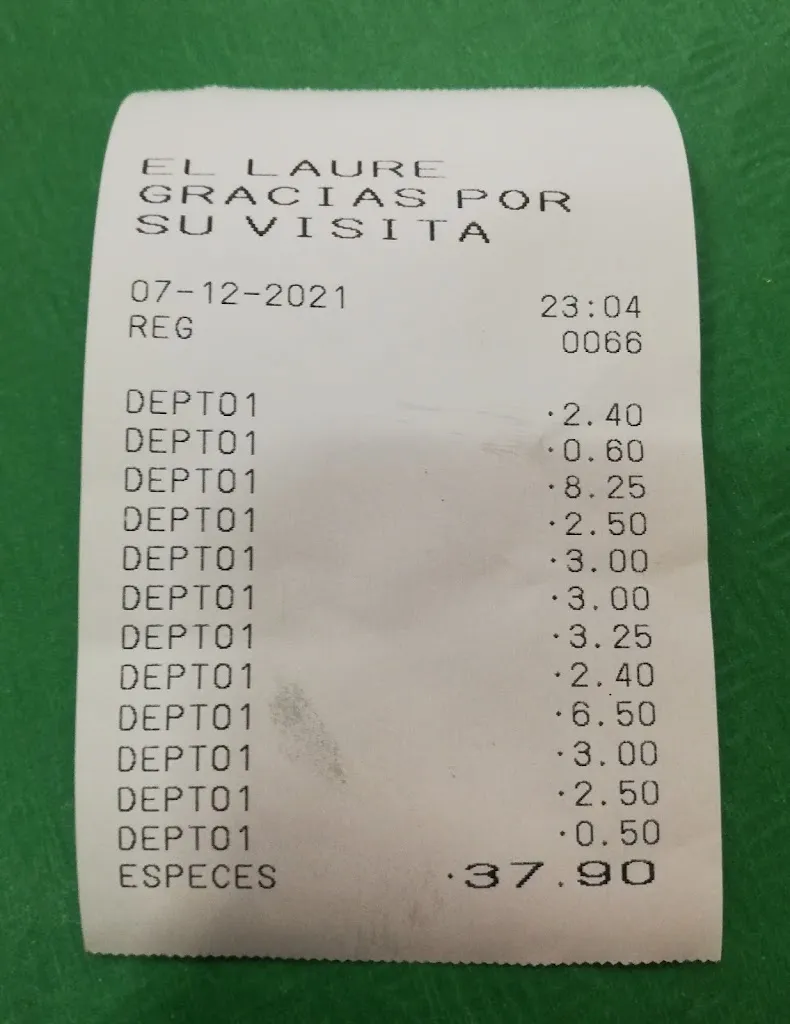 EL LAURE
GRACIAS POR
SU VISITA
07-12-2021 23:04
REG 0066
DEPT01 ·2.40
DEPT01 ·0.60
DEPT01 ·8.25
DEPT01 ·2.50
DEPT01 ·3.00
DEPT01 ·3.00
DEPT01 ·3.25
DEPT01 ·2.40
DEPT01 ·6.50
DEPT01 ·3.00
DEPT01 ·2.50
DEPT01 ·0.50
ESPECES ·37.90